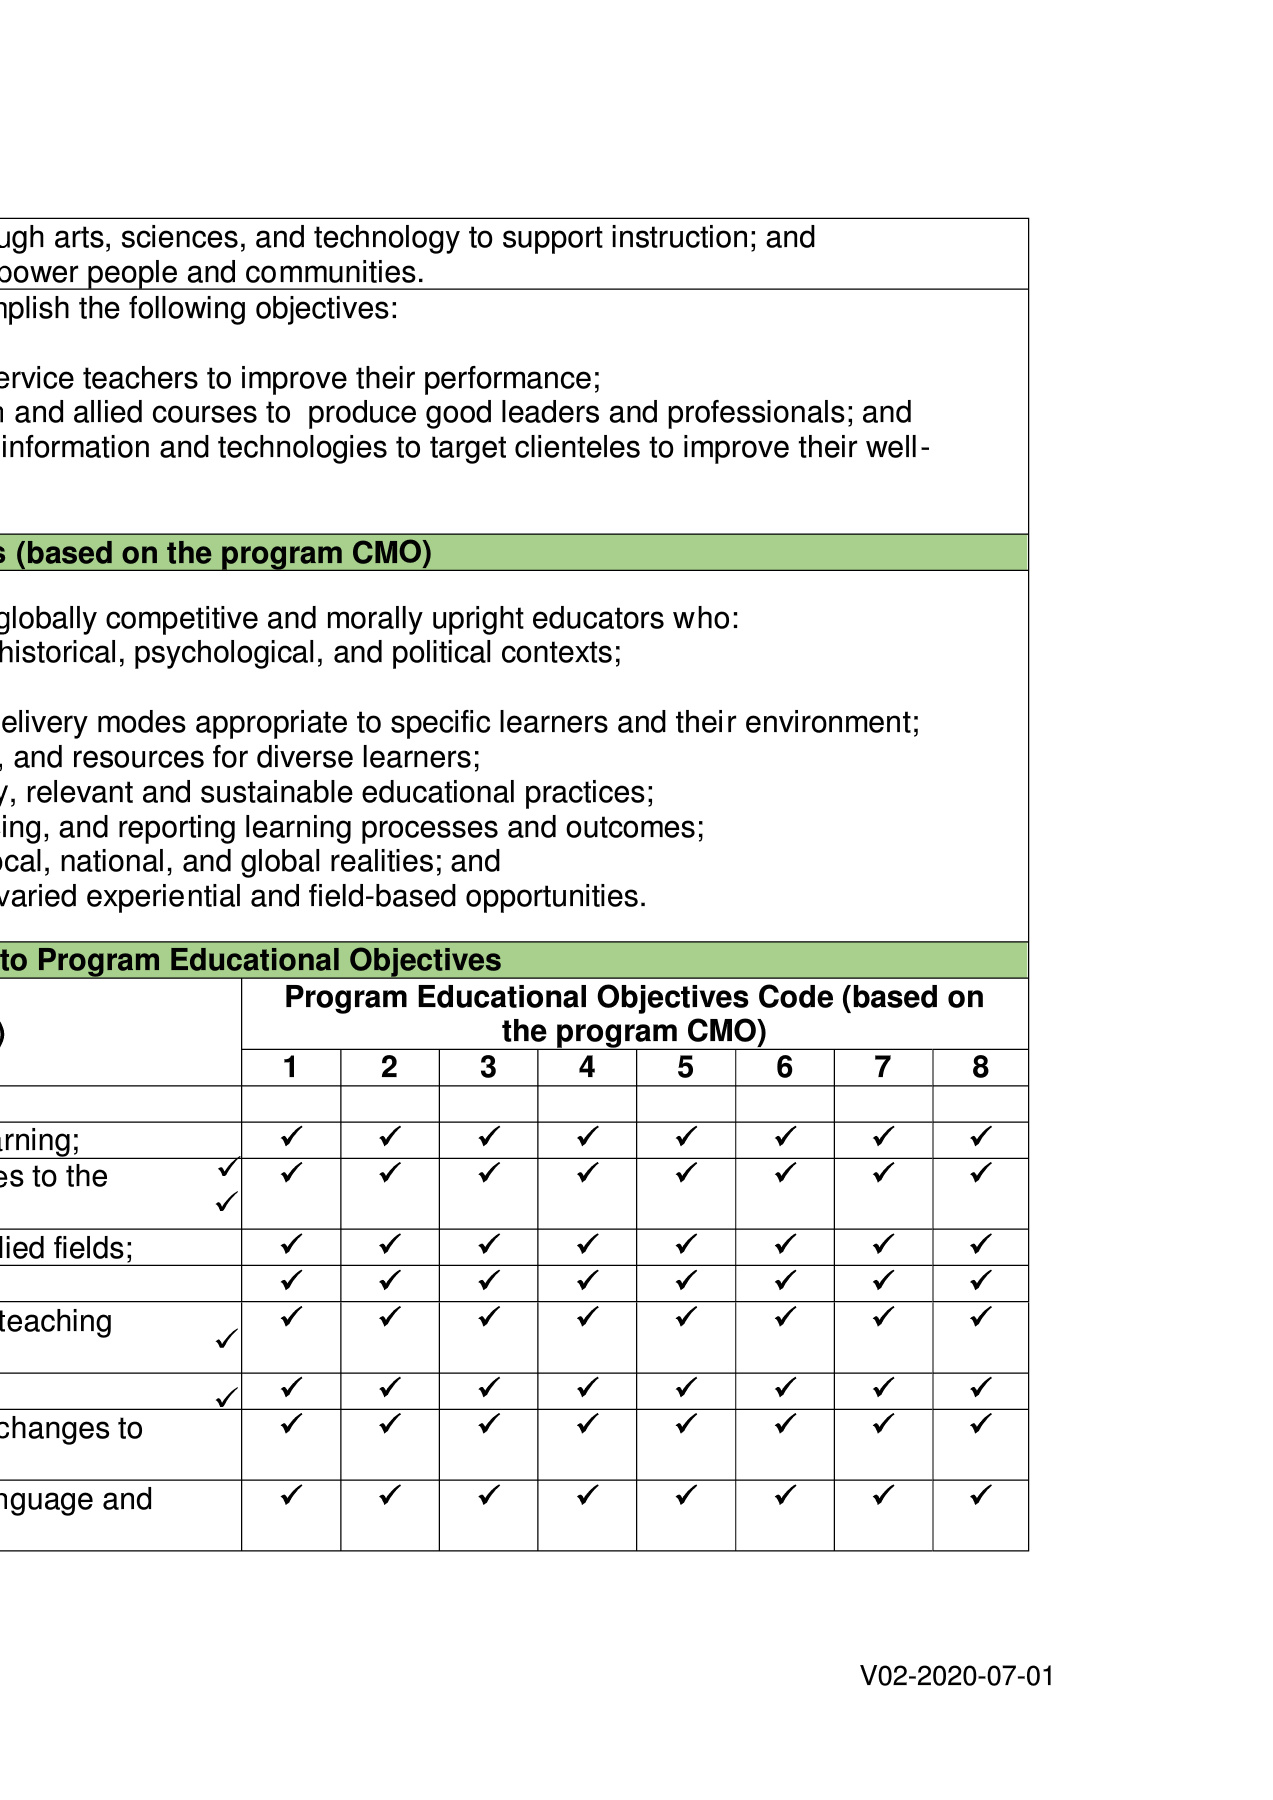 ugh arts, sciences, and technology to support instruction; and
power people and communities.
mplish the following objectives:
ervice teachers to improve their performance;
n and allied courses to  produce good leaders and professionals; and
information and technologies to target clienteles to improve their well-
s (based on the program CMO)
globally competitive and morally upright educators who:
historical, psychological, and political contexts;
elivery modes appropriate to specific learners and their environment;
, and resources for diverse learners;
y, relevant and sustainable educational practices;
ing, and reporting learning processes and outcomes;
ocal, national, and global realities; and
varied experiential and field-based opportunities.
to Program Educational Objectives
Program Educational Objectives Code (based on
the program CMO)
)
1 2 3 4 5 6 7 8
arning; ✓ ✓ ✓ ✓ ✓ ✓ ✓ ✓
es to the ✓ ✓ ✓ ✓ ✓ ✓ ✓ ✓ ✓
✓
lied fields; ✓ ✓ ✓ ✓ ✓ ✓ ✓ ✓
✓ ✓ ✓ ✓ ✓ ✓ ✓ ✓
teaching ✓ ✓ ✓ ✓ ✓ ✓ ✓ ✓
✓
✓ ✓ ✓ ✓ ✓ ✓ ✓ ✓ ✓
changes to ✓ ✓ ✓ ✓ ✓ ✓ ✓ ✓
nguage and ✓ ✓ ✓ ✓ ✓ ✓ ✓ ✓
V02-2020-07-01